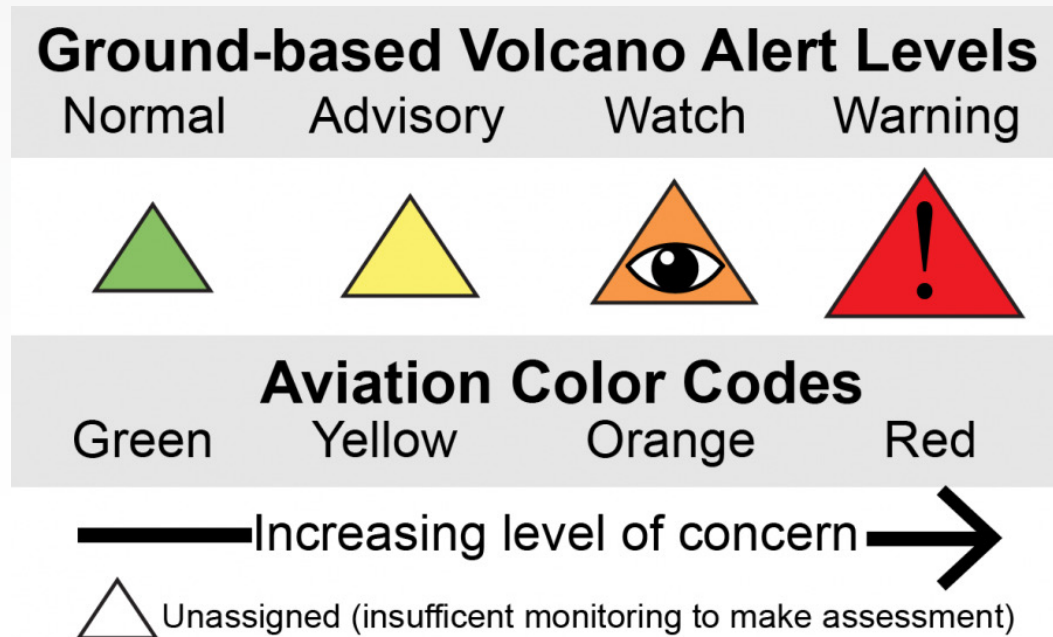 Ground-based Volcano Alert Levels
Normal Advisory Watch Warning
!
Aviation Color Codes
Green Yellow Orange Red
Increasing level of concern
Unassigned (insufficent monitoring to make assessment)